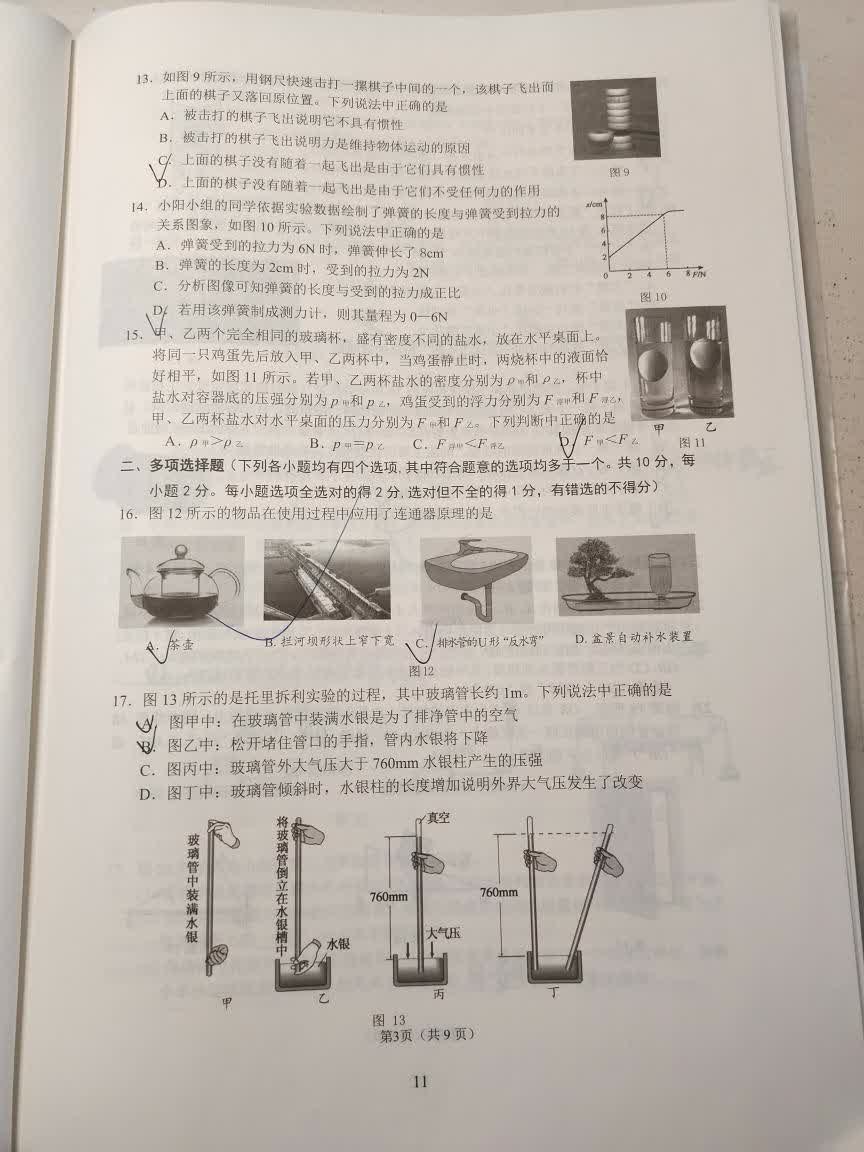 13. 如图 9 所示，用钢尺快速击打一摞棋子中间的一个，该棋子飞出而
上面的棋子又落回原位置。下列说法中正确的是
A．被击打的棋子飞出说明它不具有惯性
B．被击打的棋子飞出说明力是维持物体运动的原因
C．上面的棋子没有随着一起飞出是由于它们具有惯性
D．上面的棋子没有随着一起飞出是由于它们不受任何力的作用
图 9
14．小阳小组的同学依据实验数据绘制了弹簧的长度与弹簧受到拉力的
关系图象，如图 10 所示。下列说法中正确的是
A．弹簧受到的拉力为 6N 时，弹簧伸长了 8cm
B．弹簧的长度为 2cm 时，受到的拉力为 2N
C．分析图像可知弹簧的长度与受到的拉力成正比
D．若用该弹簧制成测力计，则其量程为 0—6N
x/cm
8
6
4
2
0 2 4 6 8 F/N
图 10
15．甲、乙两个完全相同的玻璃杯，盛有密度不同的盐水，放在水平桌面上。
将同一只鸡蛋先后放入甲、乙两杯中，当鸡蛋静止时，两烧杯中的液面恰
好相平，如图 11 所示。若甲、乙两杯盐水的密度分别为 ρ甲和 ρ乙，杯中
盐水对容器底的压强分别为 p甲和 p乙，鸡蛋受到的浮力分别为 F浮甲和 F浮乙，
甲、乙两杯盐水对水平桌面的压力分别为 F甲和 F乙。下列判断中正确的是
A．ρ甲＞ρ乙 B．p甲＝p乙 C．F浮甲＜F浮乙 D．F甲＜F乙
甲 乙
图 11
二、多项选择题（下列各小题均有四个选项,其中符合题意的选项均多于一个。共 10 分，每
小题 2 分。每小题选项全选对的得 2 分,选对但不全的得 1 分，有错选的不得分）
16．图 12 所示的物品在使用过程中应用了连通器原理的是
A. 茶壶 B. 拦河坝形状上窄下宽 C. 排水管的U形“反水弯” D. 盆景自动补水装置
图12
17．图 13 所示的是托里拆利实验的过程，其中玻璃管长约 1m。下列说法中正确的是
A．图甲中：在玻璃管中装满水银是为了排净管中的空气
B．图乙中：松开堵住管口的手指，管内水银将下降
C．图丙中：玻璃管外大气压大于 760mm 水银柱产生的压强
D．图丁中：玻璃管倾斜时，水银柱的长度增加说明外界大气压发生了改变
玻璃管中装满水银
甲
将玻璃管倒立在水银槽中
水银
乙
真空
760mm
大气压
丙
760mm
丁
图 13
第3页（共 9 页）
11